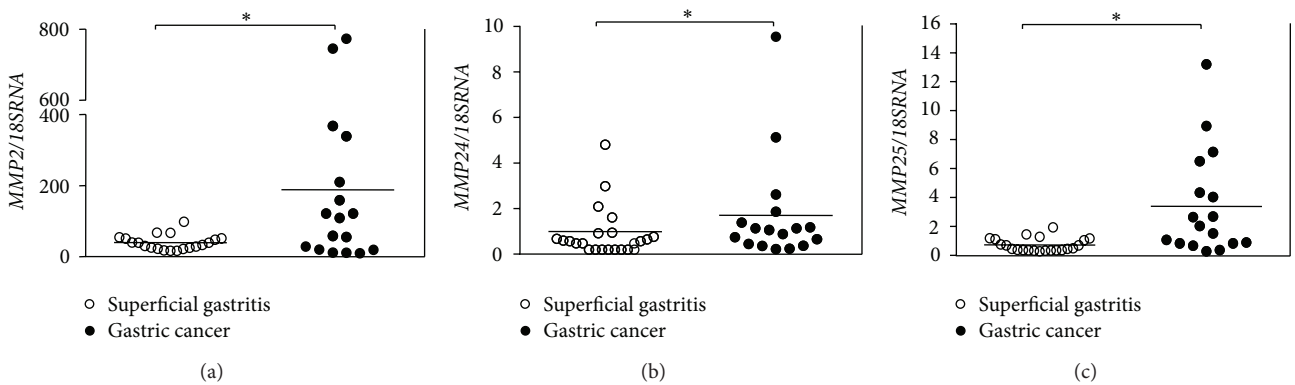 *
800
600
400
200
0
MMP2/18SRNA
Superficial gastritis
Gastric cancer
(a)
*
10
8
6
4
2
0
MMP24/18SRNA
Superficial gastritis
Gastric cancer
(b)
*
16
14
12
10
8
6
4
2
0
MMP25/18SRNA
Superficial gastritis
Gastric cancer
(c)